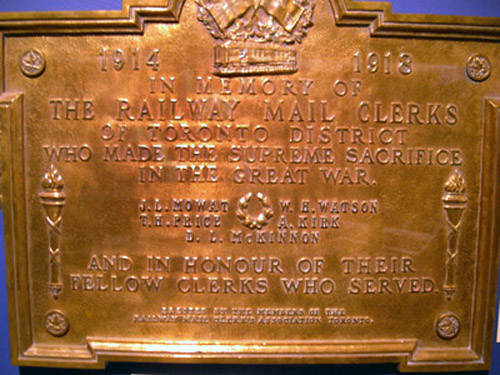 1914 1918
IN MEMORY OF
THE RAILWAY MAIL CLERKS
OF TORONTO DISTRICT
WHO MADE THE SUPREME SACRIFICE
IN THE GREAT WAR.
J. L. MOWAT W. H. WATSON
T. H. PRICE A. KIRK
D. L. McKINNON
AND IN HONOUR OF THEIR
FELLOW CLERKS WHO SERVED.
ERECTED BY THE MEMBERS OF THE
RAILWAY MAIL CLERKS ASSOCIATION TORONTO.